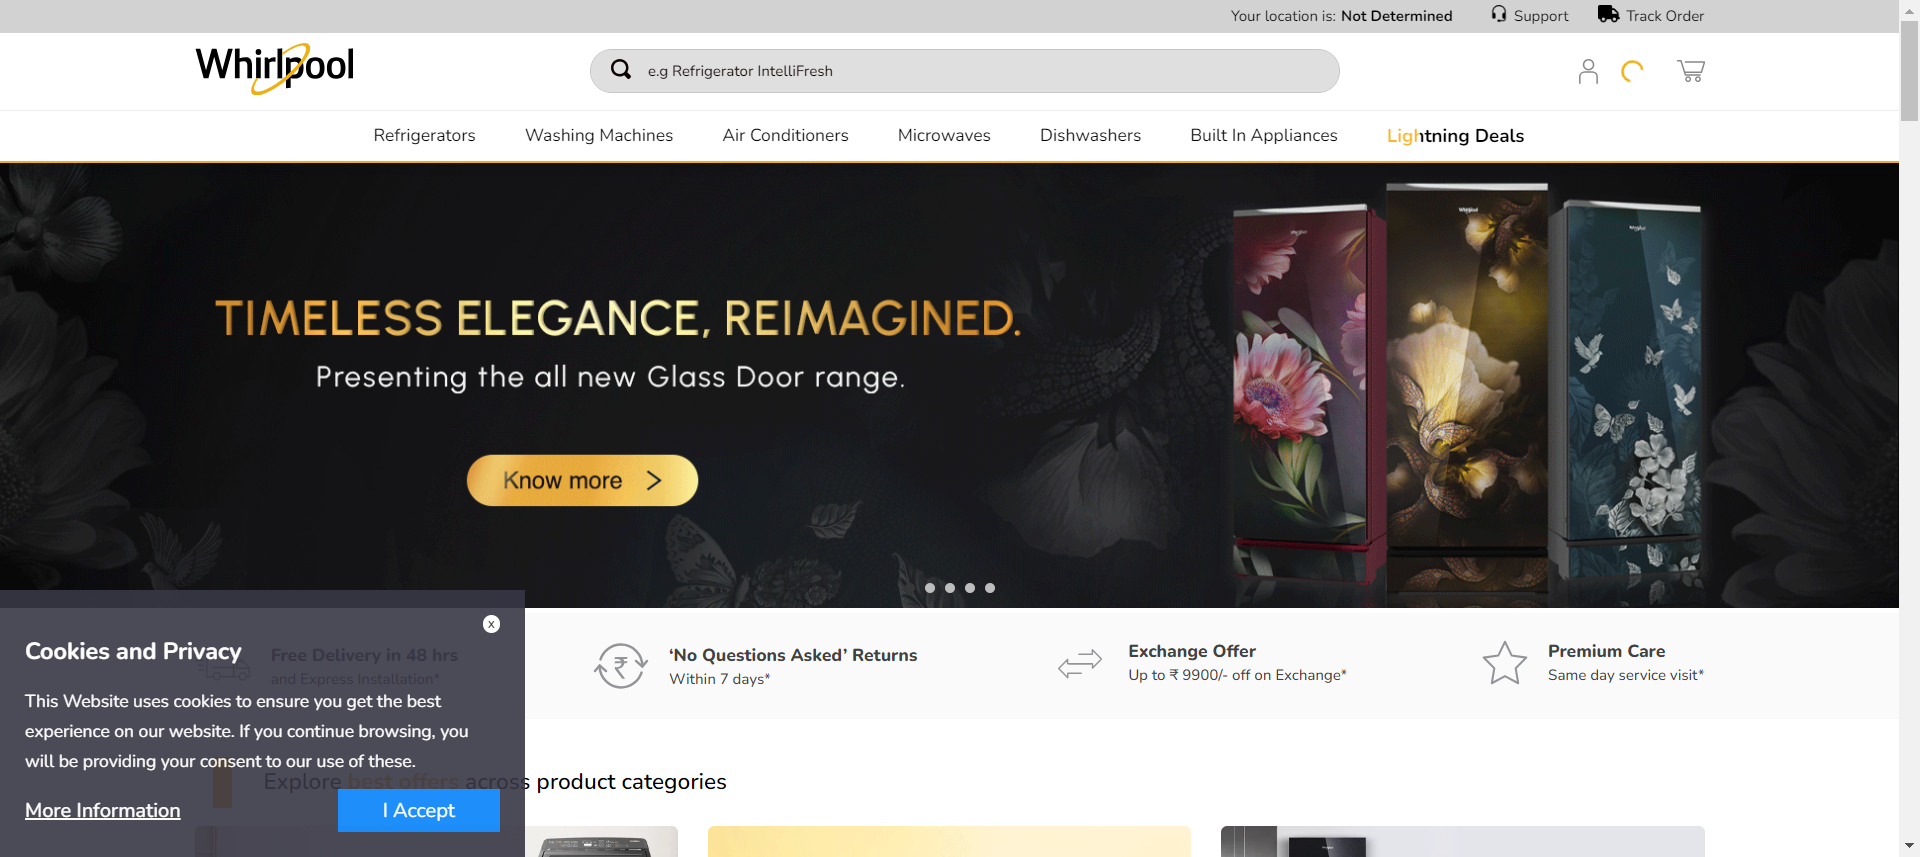 Your location is: Not Determined
Support
Track Order
Whirlpool
e.g Refrigerator IntelliFresh
Refrigerators
Washing Machines
Air Conditioners
Microwaves
Dishwashers
Built In Appliances
Lightning Deals
TIMELESS ELEGANCE, REIMAGINED.
Presenting the all new Glass Door range.
Know more
Whirlpool
Whirlpool
Whirlpool
x
Cookies and Privacy
This Website uses cookies to ensure you get the best
experience on our website. If you continue browsing, you
will be providing your consent to our use of these.
More Information
I Accept
Free Delivery in 48 hrs
and Express Installation*
‘No Questions Asked’ Returns
Within 7 days*
Exchange Offer
Up to ₹ 9900/- off on Exchange*
Premium Care
Same day service visit*
Explore best offers across product categories